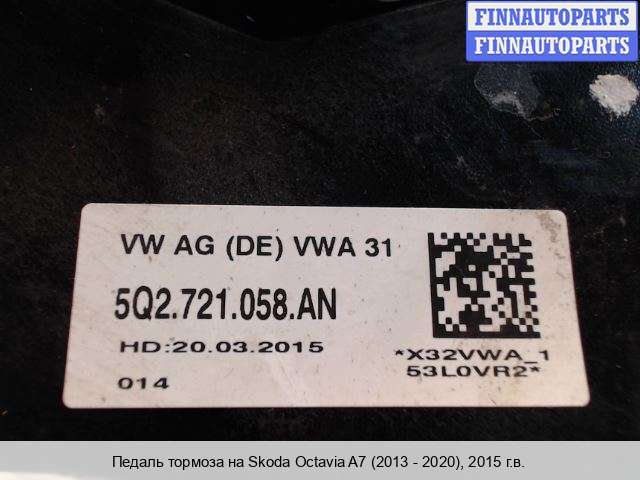 FINNAUTOPARTS
FINNAUTOPARTS
VW AG (DE) VWA 31
5Q2.721.058.AN
HD:20.03.2015
014
*X32VWA_1
53L0VR2*
Педаль тормоза на Skoda Octavia A7 (2013 - 2020), 2015 г.в.